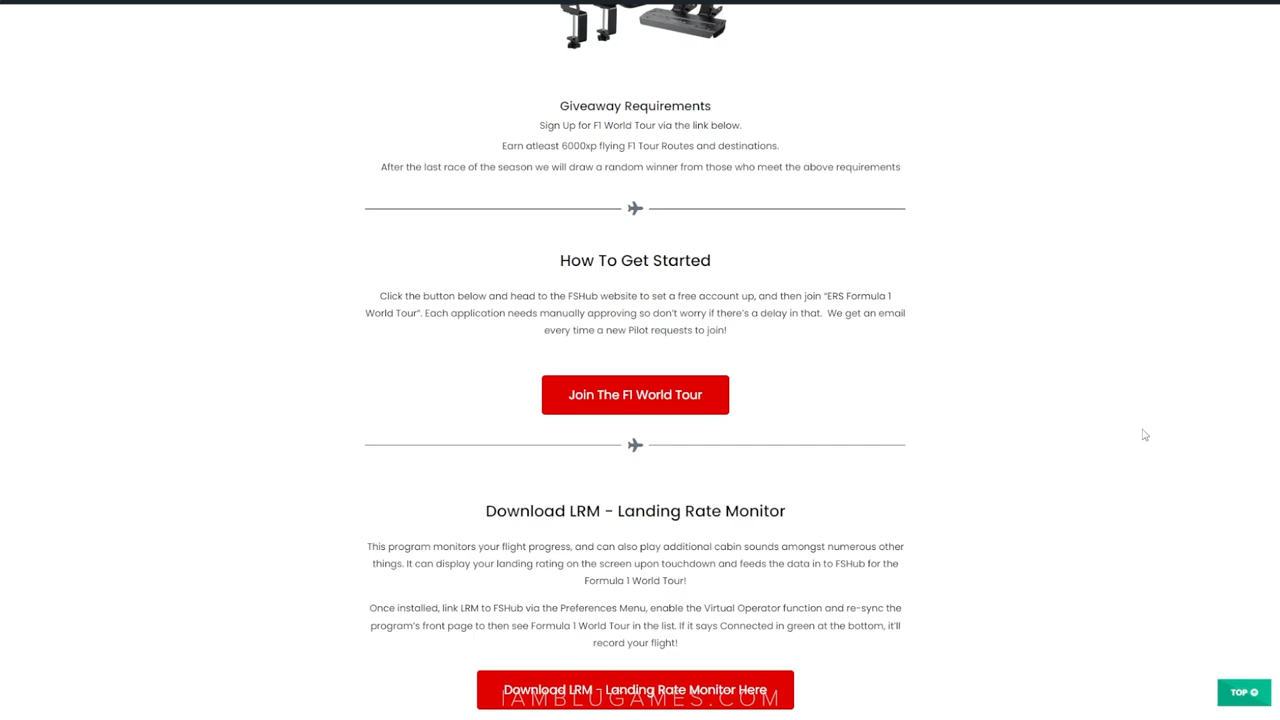 Giveaway Requirements
Sign Up for F1 World Tour via the link below.
Earn atleast 6000xp flying F1 Tour Routes and destinations.
After the last race of the season we will draw a random winner from those who meet the above requirements
How To Get Started
Click the button below and head to the FSHub website to set a free account up, and then join “ERS Formula 1
World Tour”. Each application needs manually approving so don’t worry if there’s a delay in that.  We get an email
every time a new Pilot requests to join!
Join The F1 World Tour
Download LRM - Landing Rate Monitor
This program monitors your flight progress, and can also play additional cabin sounds amongst numerous other
things. It can display your landing rating on the screen upon touchdown and feeds the data in to FSHub for the
Formula 1 World Tour!
Once installed, link LRM to FSHub via the Preferences Menu, enable the Virtual Operator function and re-sync the
program’s front page to then see Formula 1 World Tour in the list. If it says Connected in green at the bottom, it’ll
record your flight!
Download LRM - Landing Rate Monitor Here
IAMBLUGAMES.COM
TOP